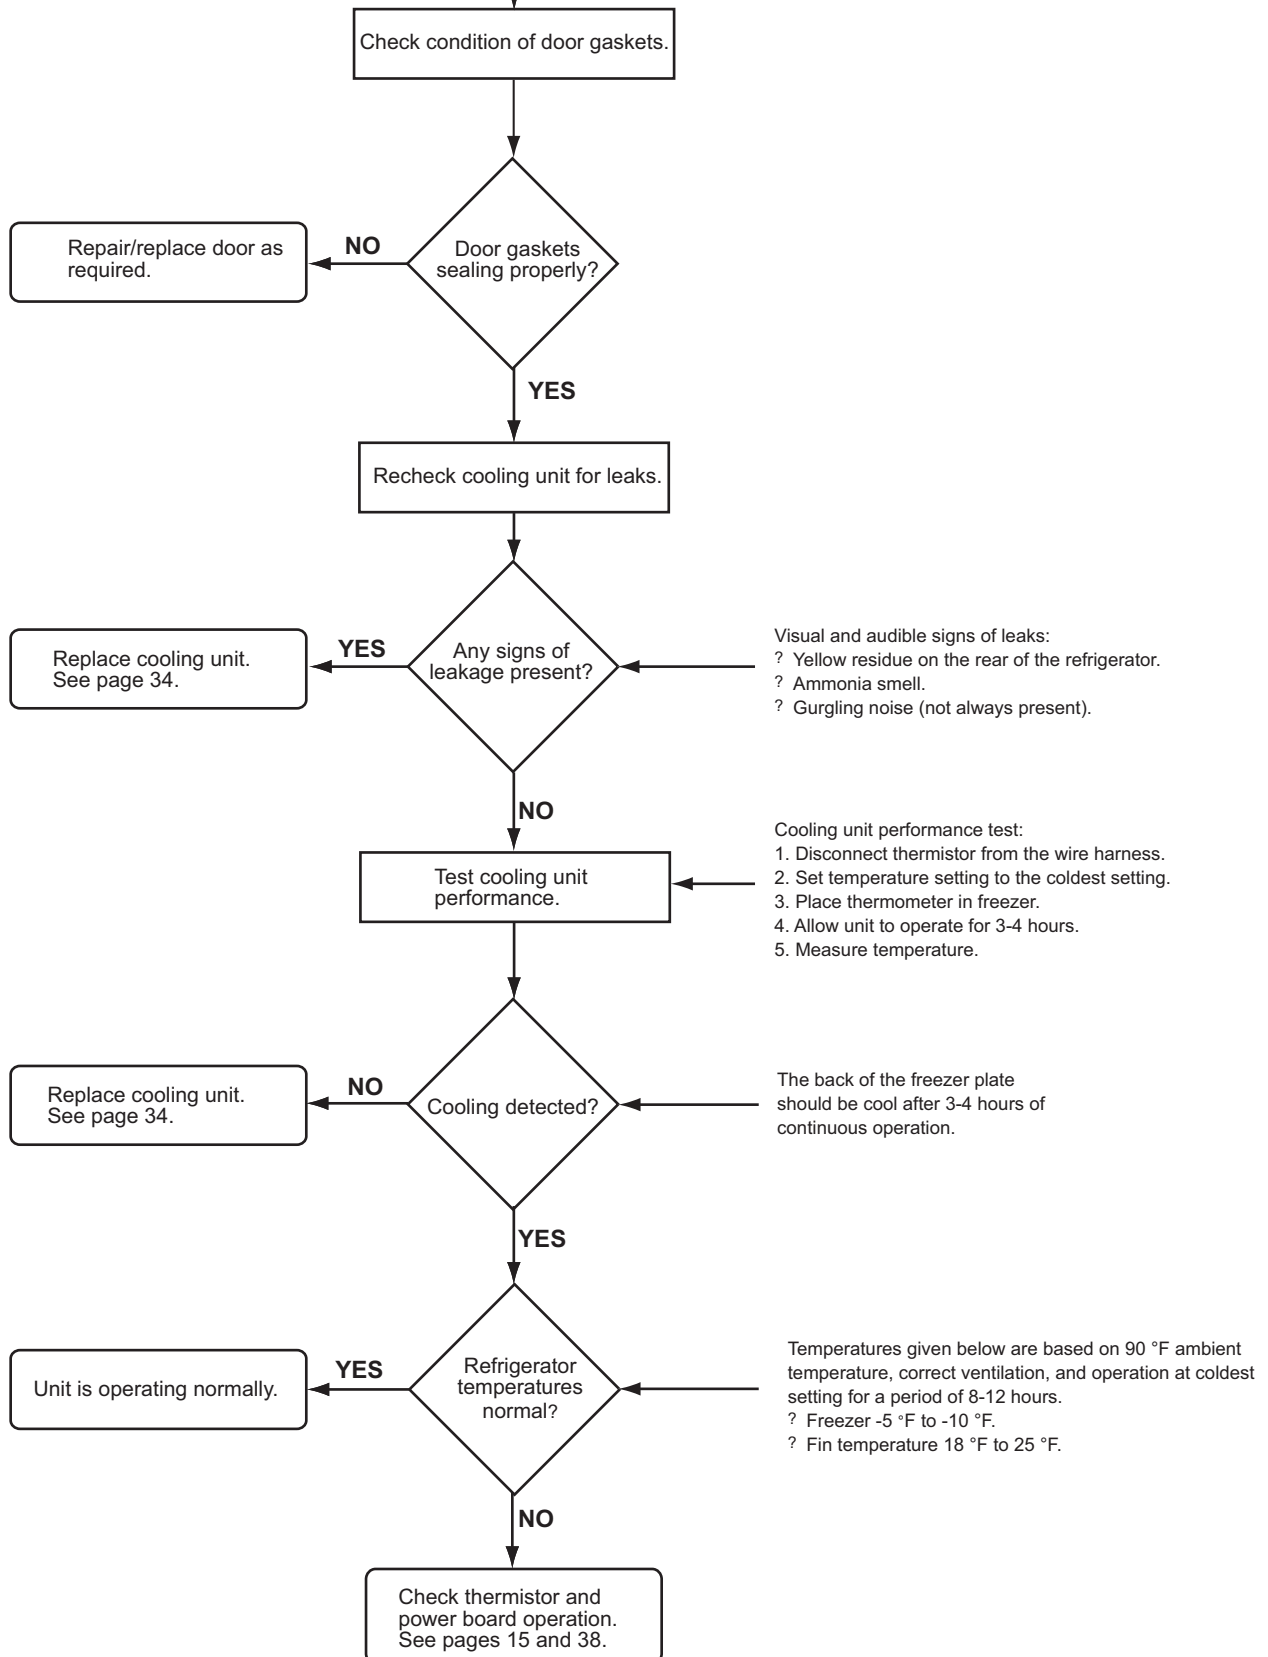 Check condition of door gaskets.
Door gaskets
sealing properly?
NO
Repair/replace door as
required.
YES
Recheck cooling unit for leaks.
Any signs of
leakage present?
YES
Replace cooling unit.
See page 34.
Visual and audible signs of leaks:
? Yellow residue on the rear of the refrigerator.
? Ammonia smell.
? Gurgling noise (not always present).
NO
Test cooling unit
performance.
Cooling unit performance test:
1. Disconnect thermistor from the wire harness.
2. Set temperature setting to the coldest setting.
3. Place thermometer in freezer.
4. Allow unit to operate for 3-4 hours.
5. Measure temperature.
Cooling detected?
NO
Replace cooling unit.
See page 34.
The back of the freezer plate
should be cool after 3-4 hours of
continuous operation.
YES
Refrigerator
temperatures
normal?
YES
Unit is operating normally.
Temperatures given below are based on 90 °F ambient
temperature, correct ventilation, and operation at coldest
setting for a period of 8-12 hours.
? Freezer -5 °F to -10 °F.
? Fin temperature 18 °F to 25 °F.
NO
Check thermistor and
power board operation.
See pages 15 and 38.